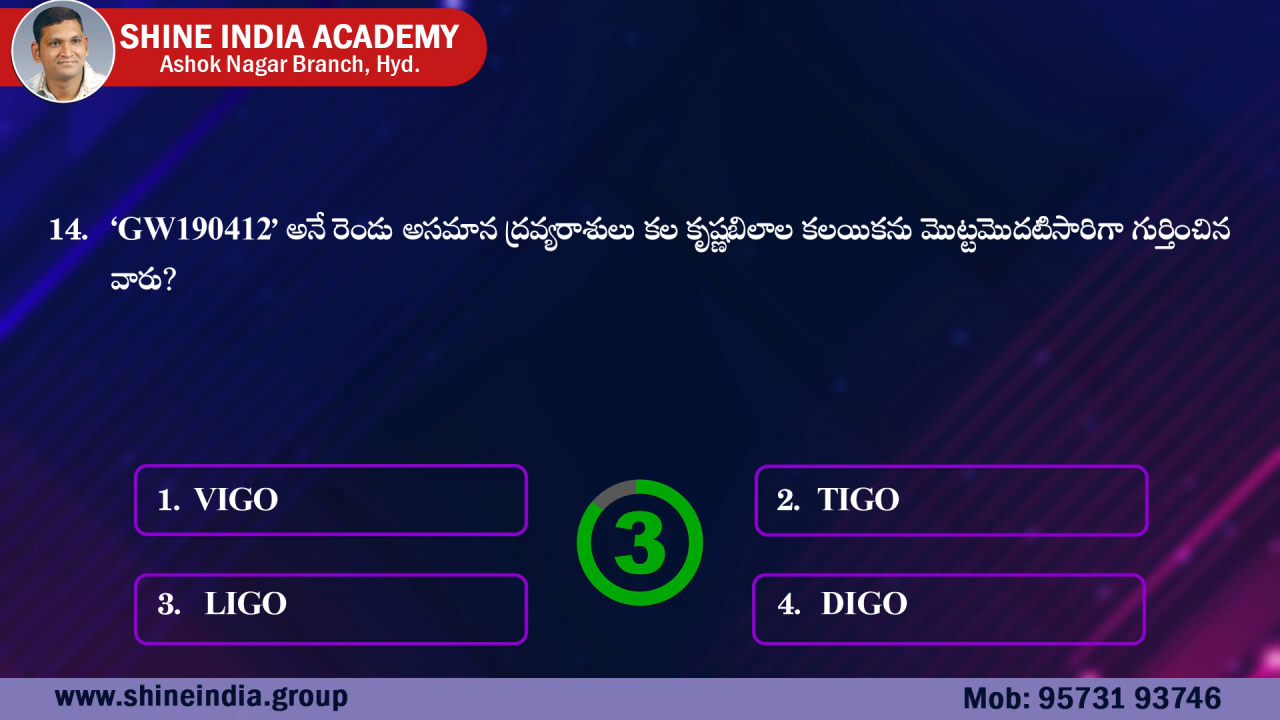 SHINE INDIA ACADEMY
Ashok Nagar Branch, Hyd.
14. ‘GW190412’ అనే రెండు అసమాన ద్రవ్యరాశులు కల కృష్ణబిలాల కలయికను మొట్టమొదటిసారిగా గుర్తించిన
వారు?
1. VIGO
2. TIGO
3
3. LIGO
4. DIGO
www.shineindia.group
Mob: 95731 93746